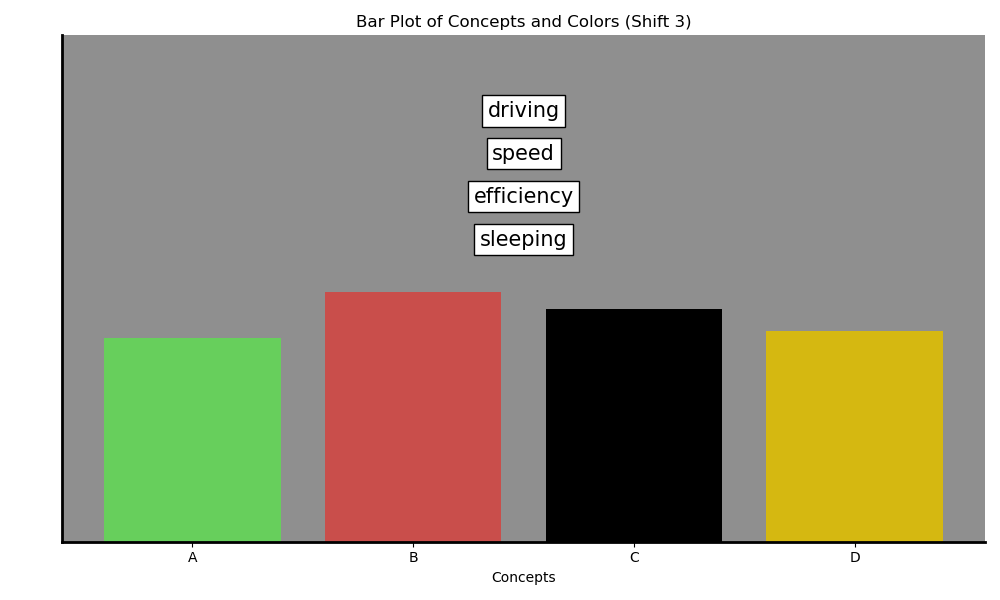 Bar Plot of Concepts and Colors (Shift 3)
driving
speed
efficiency
sleeping
A B C D
Concepts